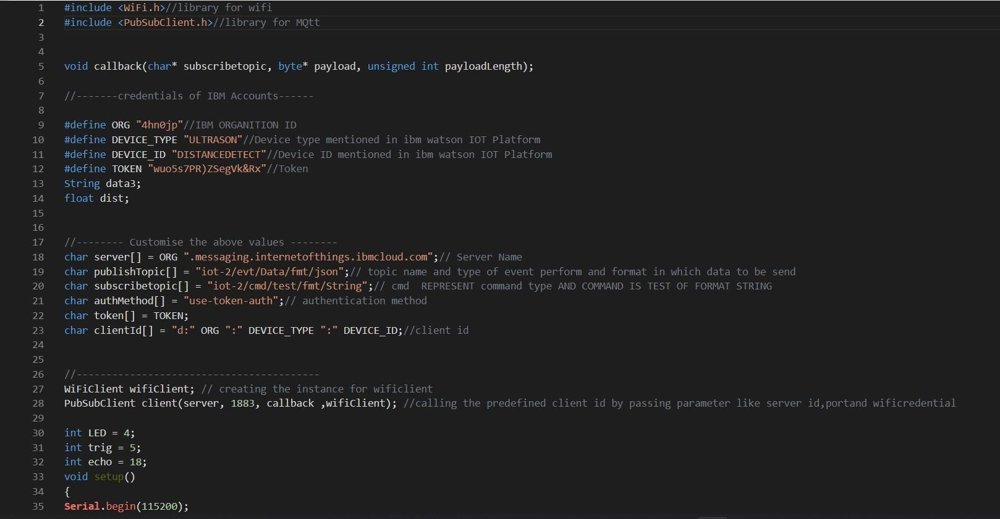 1 #include <WiFi.h>//library for wifi
2 #include <PubSubClient.h>//library for MQtt
3
4
5 void callback(char* subscribetopic, byte* payload, unsigned int payloadLength);
6
7 //-------credentials of IBM Accounts------
8
9 #define ORG "4hn0jp"//IBM ORGANITION ID
10 #define DEVICE_TYPE "ULTRASON"//Device type mentioned in ibm watson IOT Platform
11 #define DEVICE_ID "DISTANCEDETECT"//Device ID mentioned in ibm watson IOT Platform
12 #define TOKEN "wuo5s7PR)ZSegVk&Rx"//Token
13 String data3;
14 float dist;
15
16
17 //-------- Customise the above values --------
18 char server[] = ORG ".messaging.internetofthings.ibmcloud.com";// Server Name
19 char publishTopic[] = "iot-2/evt/Data/fmt/json";// topic name and type of event perform and format in which data to be send
20 char subscribetopic[] = "iot-2/cmd/test/fmt/String";// cmd  REPRESENT command type AND COMMAND IS TEST OF FORMAT STRING
21 char authMethod[] = "use-token-auth";// authentication method
22 char token[] = TOKEN;
23 char clientId[] = "d:" ORG ":" DEVICE_TYPE ":" DEVICE_ID;//client id
24
25
26 //-----------------------------------------
27 WiFiClient wifiClient; // creating the instance for wificlient
28 PubSubClient client(server, 1883, callback ,wifiClient); //calling the predefined client id by passing parameter like server id,portand wificredential
29
30 int LED = 4;
31 int trig = 5;
32 int echo = 18;
33 void setup()
34 {
35 Serial.begin(115200);